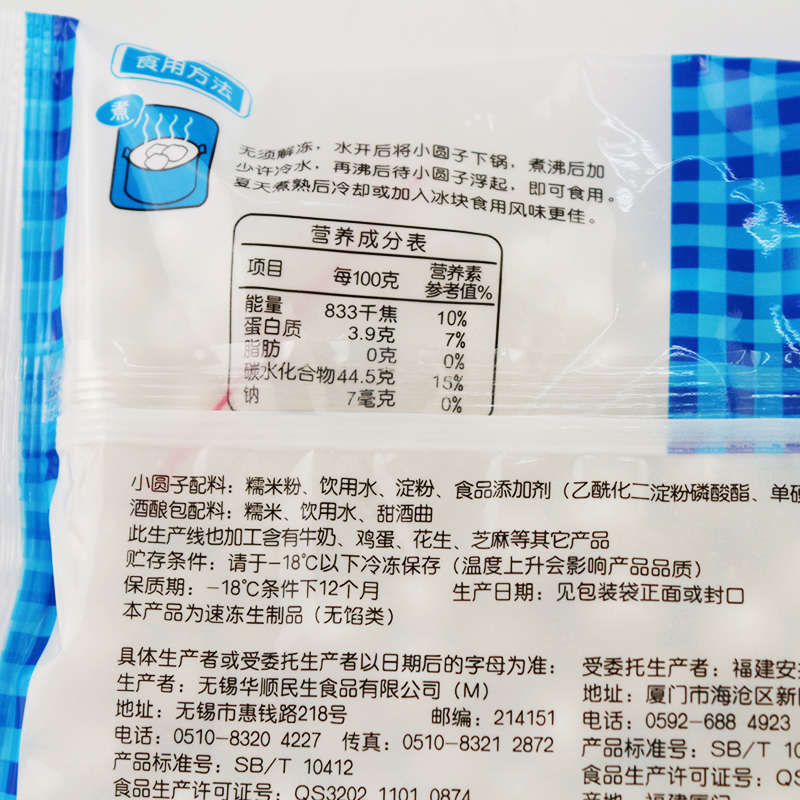 食用方法
煮
无须解冻，水开后将小圆子下锅，煮沸后加
少许冷水，再沸后待小圆子浮起，即可食用。
夏天煮熟后冷却或加入冰块食用风味更佳。
营养成分表
项目 每100克 营养素参考值%
能量 833千焦 10%
蛋白质 3.9克 7%
脂肪 0克 0%
碳水化合物 44.5克 15%
钠 7毫克 0%
小圆子配料：糯米粉、饮用水、淀粉、食品添加剂（乙酰化二淀粉磷酸酯、单
酒酿包配料：糯米、饮用水、甜酒曲
此生产线也加工含有牛奶、鸡蛋、花生、芝麻等其它产品
贮存条件：请于-18℃以下冷冻保存（温度上升会影响产品品质）
保质期：-18℃条件下12个月 生产日期：见包装袋正面或封口
本产品为速冻生制品（无馅类）
具体生产者或受委托生产者以日期后的字母为准：
生产者：无锡华顺民生食品有限公司（M）
地址：无锡市惠钱路218号 邮编：214151
电话：0510-8320 4227 传真：0510-8321 2872
产品标准号：SB/T 10412
食品生产许可证号：QS3202 1101 0874
受委托生产者：福建安
地址：厦门市海沧区新
电话：0592-688 4923
产品标准号：SB/T 10
食品生产许可证号：QS
产地：福建厦门